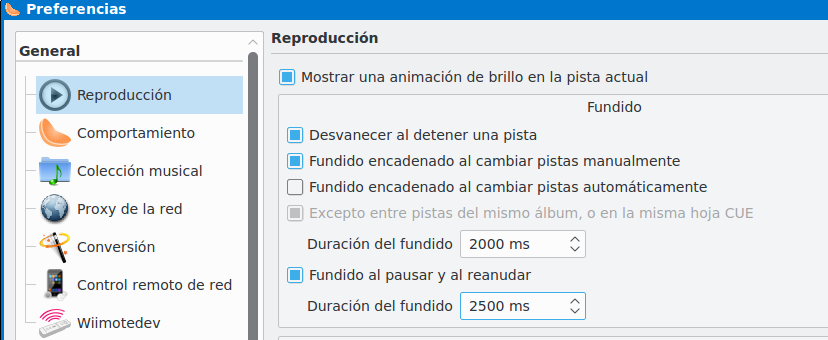 Preferencias
General
Reproducción
Comportamiento
Colección musical
Proxy de la red
Conversión
Control remoto de red
Wiimotedev
Reproducción
Mostrar una animación de brillo en la pista actual
Fundido
Desvanecer al detener una pista
Fundido encadenado al cambiar pistas manualmente
Fundido encadenado al cambiar pistas automáticamente
Excepto entre pistas del mismo álbum, o en la misma hoja CUE
Duración del fundido 2000 ms
Fundido al pausar y al reanudar
Duración del fundido 2500 ms